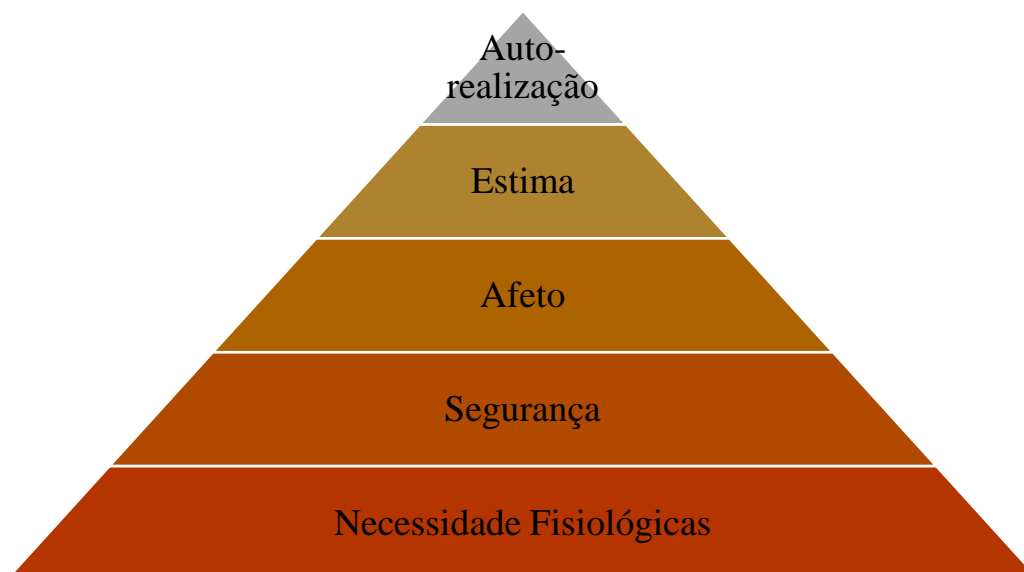 Auto-
realização
Estima
Afeto
Segurança
Necessidade Fisiológicas